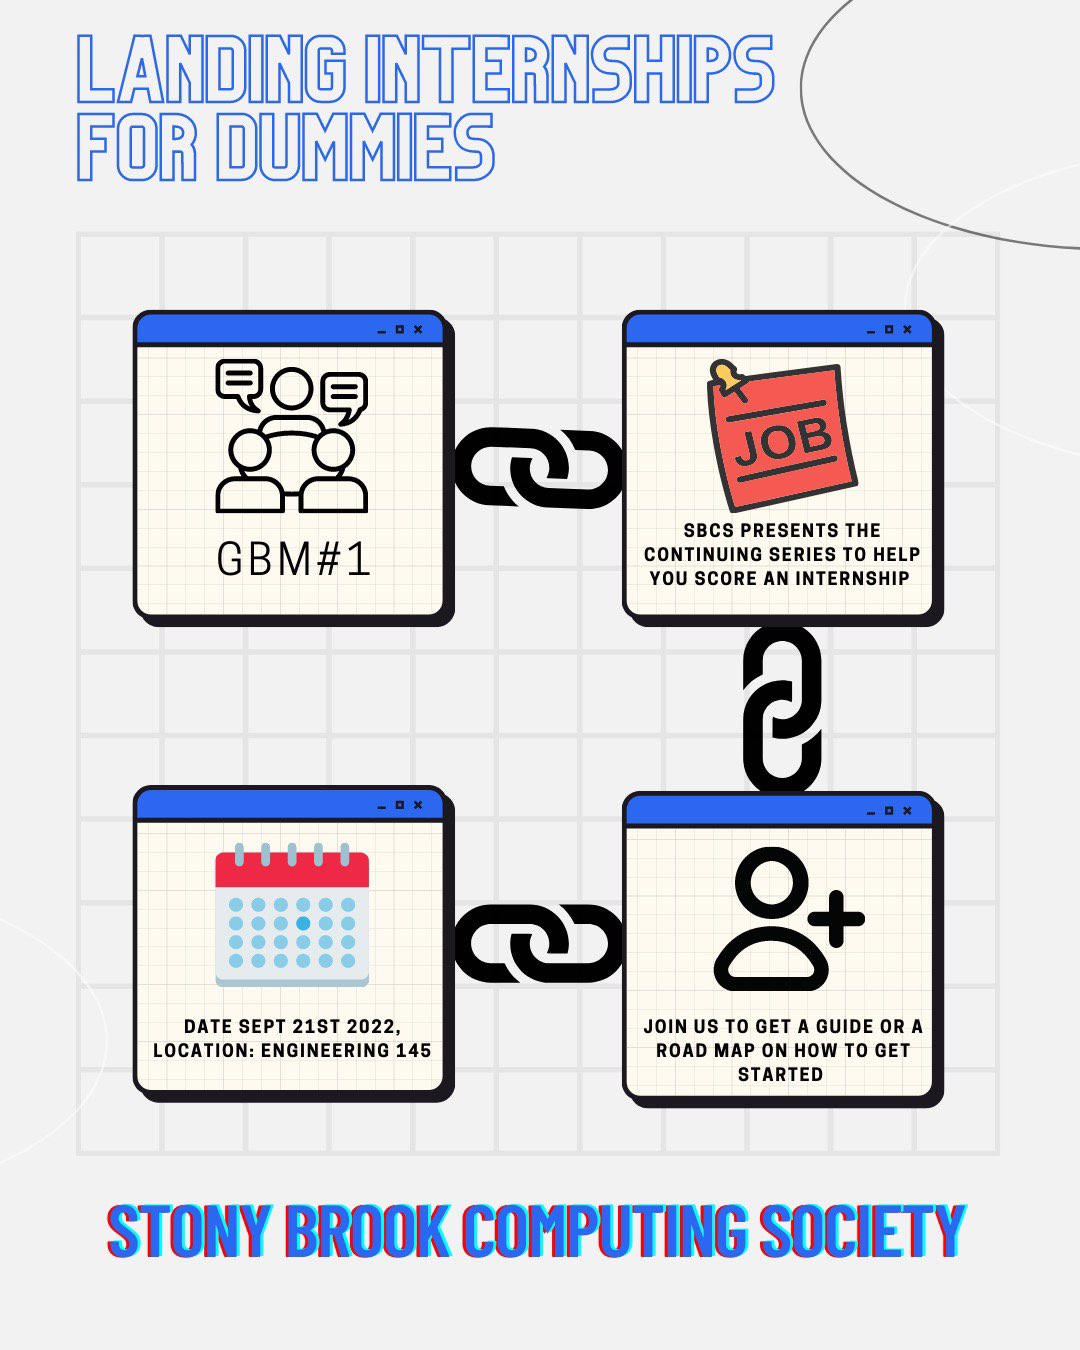 LANDING INTERNSHIPS
FOR DUMMIES
GBM#1
JOB
SBCS PRESENTS THE
CONTINUING SERIES TO HELP
YOU SCORE AN INTERNSHIP
JOIN US TO GET A GUIDE OR A
ROAD MAP ON HOW TO GET
STARTED
DATE SEPT 21ST 2022,
LOCATION: ENGINEERING 145
STONY BROOK COMPUTING SOCIETY